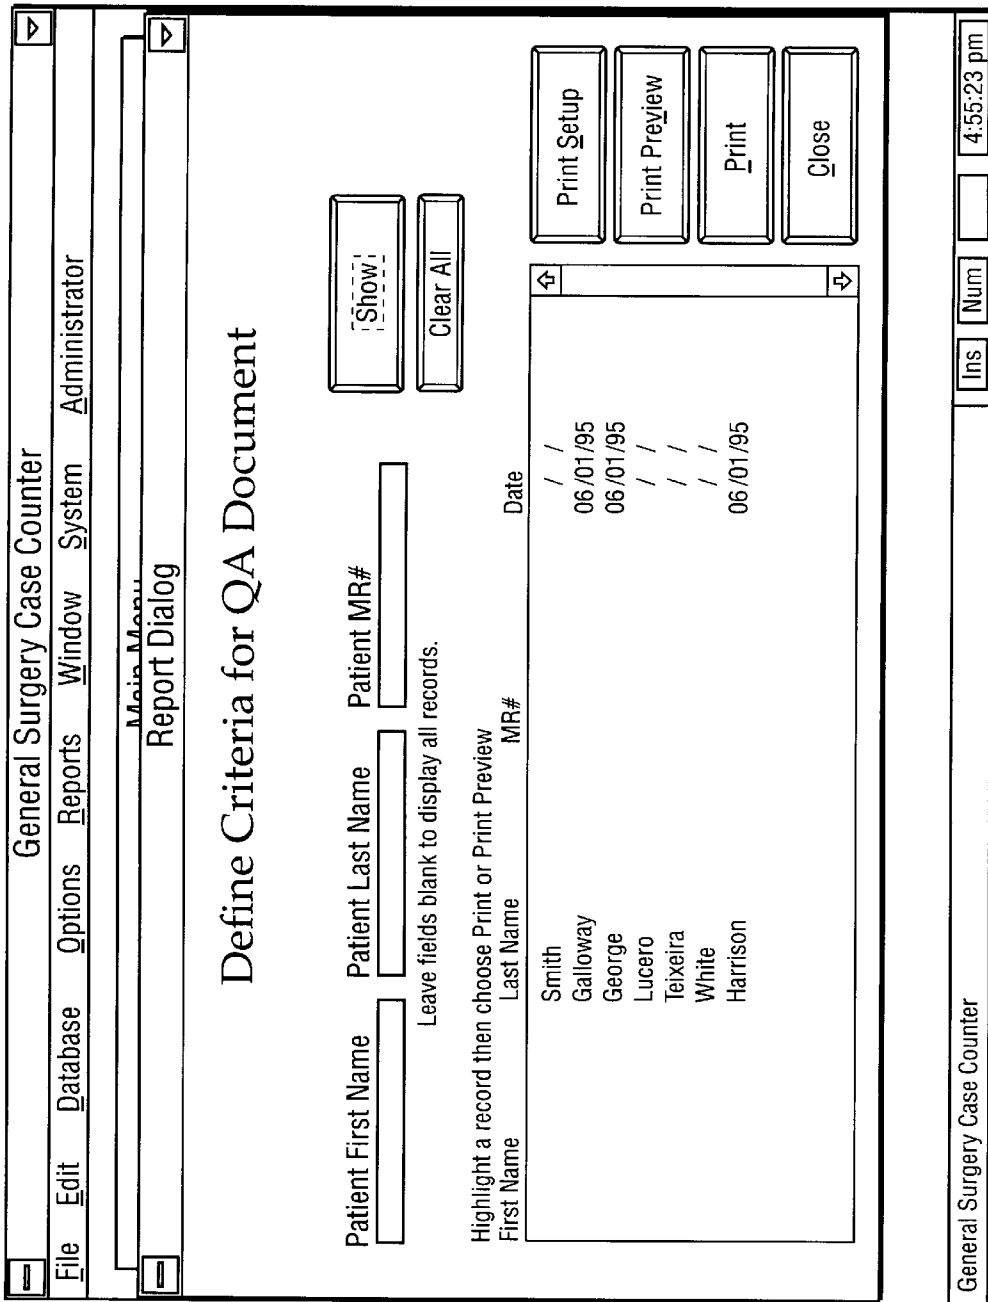 General Surgery Case Counter
File Edit Database Options Reports Window System Administrator
Main Menu
Report Dialog
Define Criteria for QA Document
Patient First Name Patient Last Name Patient MR#
Show
Leave fields blank to display all records.
Clear All
Highlight a record then choose Print or Print Preview
First Name Last Name MR# Date
Smith / /
Galloway 06/01/95
George 06/01/95
Lucero / /
Teixeira / /
White / /
Harrison 06/01/95
Print Setup
Print Preview
Print
Close
General Surgery Case Counter Ins Num 4:55:23 pm